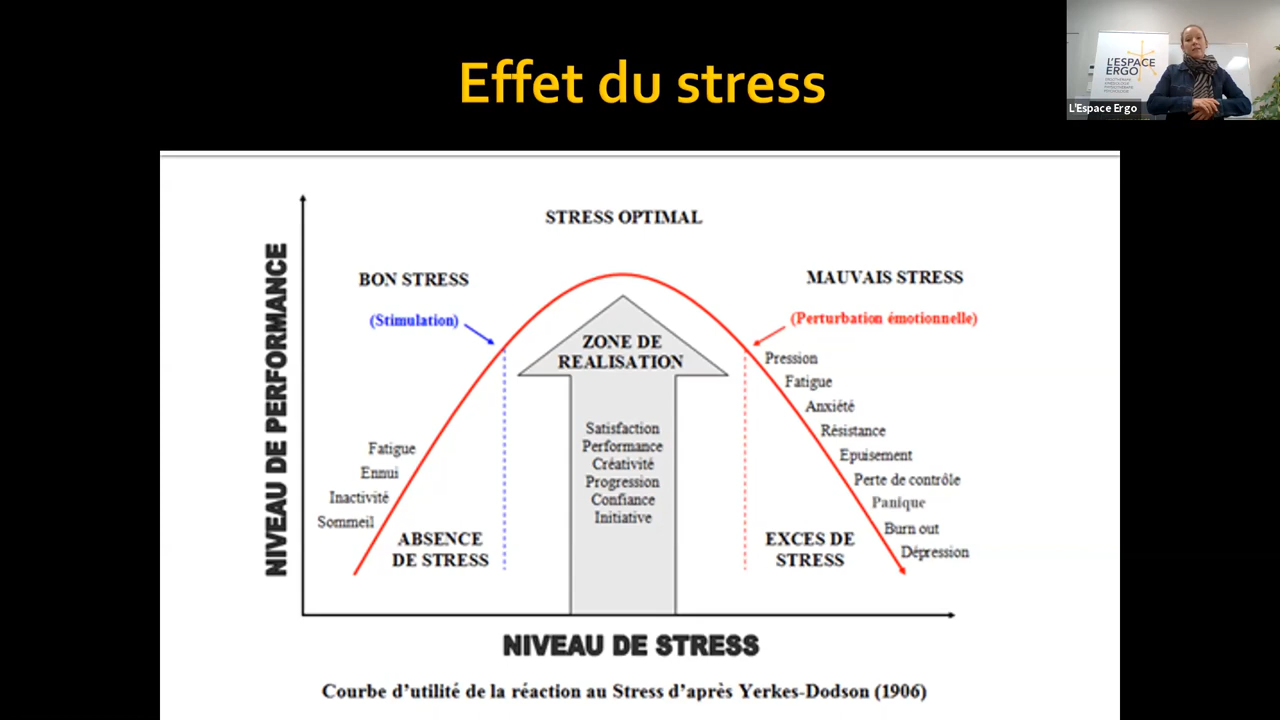 Effet du stress
L'ESPACE
ERGO
L'Espace Ergo
STRESS OPTIMAL
BON STRESS
MAUVAIS STRESS
(Stimulation)
(Perturbation émotionnelle)
NIVEAU DE PERFORMANCE
ZONE DE
REALISATION
Satisfaction
Performance
Créativité
Progression
Confiance
Initiative
Fatigue
Ennui
Inactivité
Sommeil
ABSENCE
DE STRESS
Pression
Fatigue
Anxiété
Résistance
Epuisement
Perte de contrôle
Panique
Burn out
Dépression
EXCES DE
STRESS
NIVEAU DE STRESS
Courbe d'utilité de la réaction au Stress d'après Yerkes-Dodson (1906)